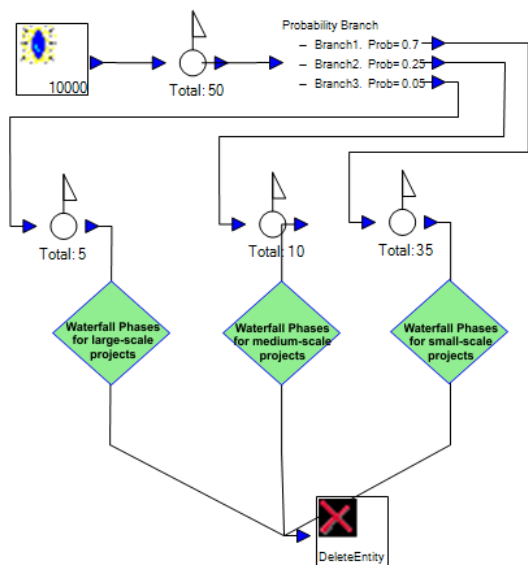 Probability Branch
10000
Total: 50
– Branch1. Prob= 0.7
– Branch2. Prob= 0.25
– Branch3. Prob= 0.05
Total: 5
Total: 10
Total: 35
Waterfall Phases
for large-scale
projects
Waterfall Phases
for medium-scale
projects
Waterfall Phases
for small-scale
projects
DeleteEntity